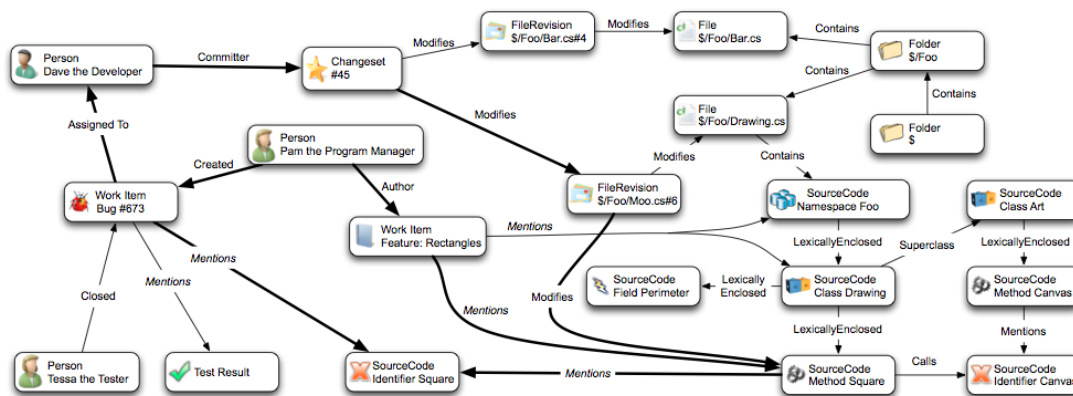 FileRevision
$/Foo/Bar.cs#4
Modifies
File
$/Foo/Bar.cs
Contains
Folder
$/Foo
Person
Dave the Developer
Committer
Changeset
#45
Modifies
Contains
Contains
Modifies
File
$/Foo/Drawing.cs
Folder
$
Assigned To
Person
Pam the Program Manager
Modifies
Contains
Created
Author
FileRevision
$/Foo/Moo.cs#6
SourceCode
Namespace Foo
SourceCode
Class Art
Work Item
Bug #673
Work Item
Feature: Rectangles
Mentions
LexicallyEnclosed
Superclass
LexicallyEnclosed
Mentions
Mentions
Closed
Mentions
Modifies
SourceCode
Field Perimeter
Lexically
Enclosed
SourceCode
Class Drawing
SourceCode
Method Canvas
LexicallyEnclosed
Mentions
Person
Tessa the Tester
Test Result
SourceCode
Identifier Square
Mentions
SourceCode
Method Square
Calls
SourceCode
Identifier Canvas